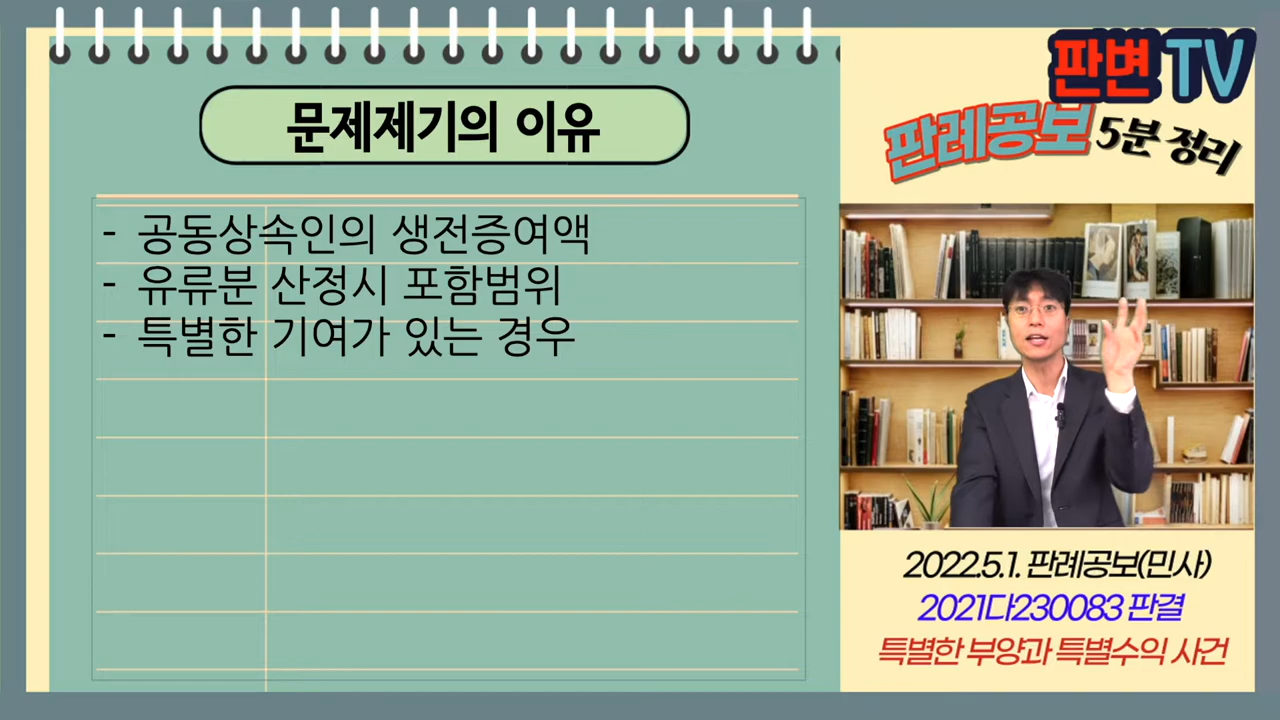 문제제기의 이유
- 공동상속인의 생전증여액
- 유류분 산정시 포함범위
- 특별한 기여가 있는 경우
판변 TV
판례공보 5분 정리
2022.5.1. 판례공보(민사)
2021다230083 판결
특별한 부양과 특별수익 사건